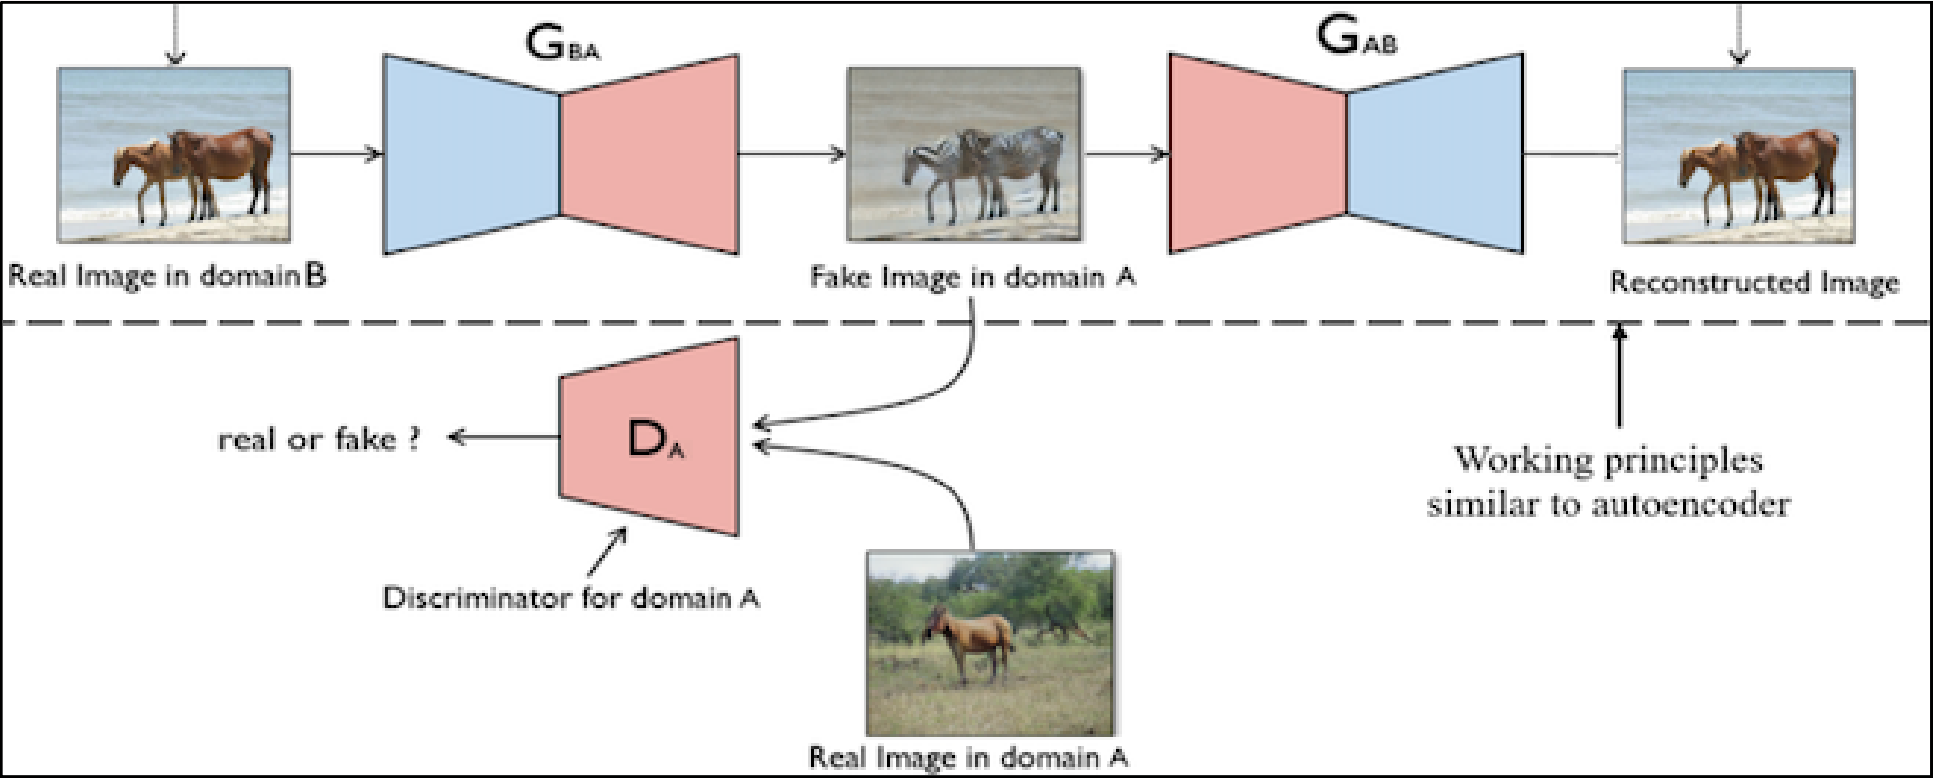 GBA
GAB
Real Image in domain B
Fake Image in domain A
Reconstructed Image
real or fake ?
DA
Working principles
similar to autoencoder
Discriminator for domain A
Real Image in domain A